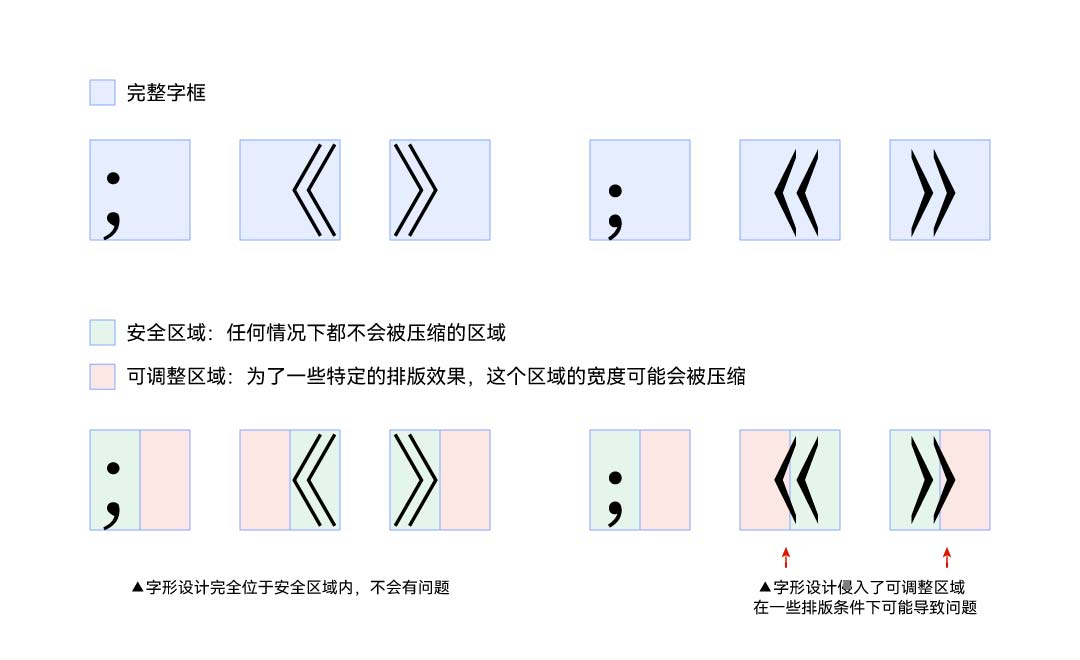 完整字框
；《》；《》
安全区域：任何情况下都不会被压缩的区域
可调整区域：为了一些特定的排版效果，这个区域的宽度可能会被压缩
；《》；《》
▲字形设计完全位于安全区域内，不会有问题
▲字形设计侵入了可调整区域
在一些排版条件下可能导致问题